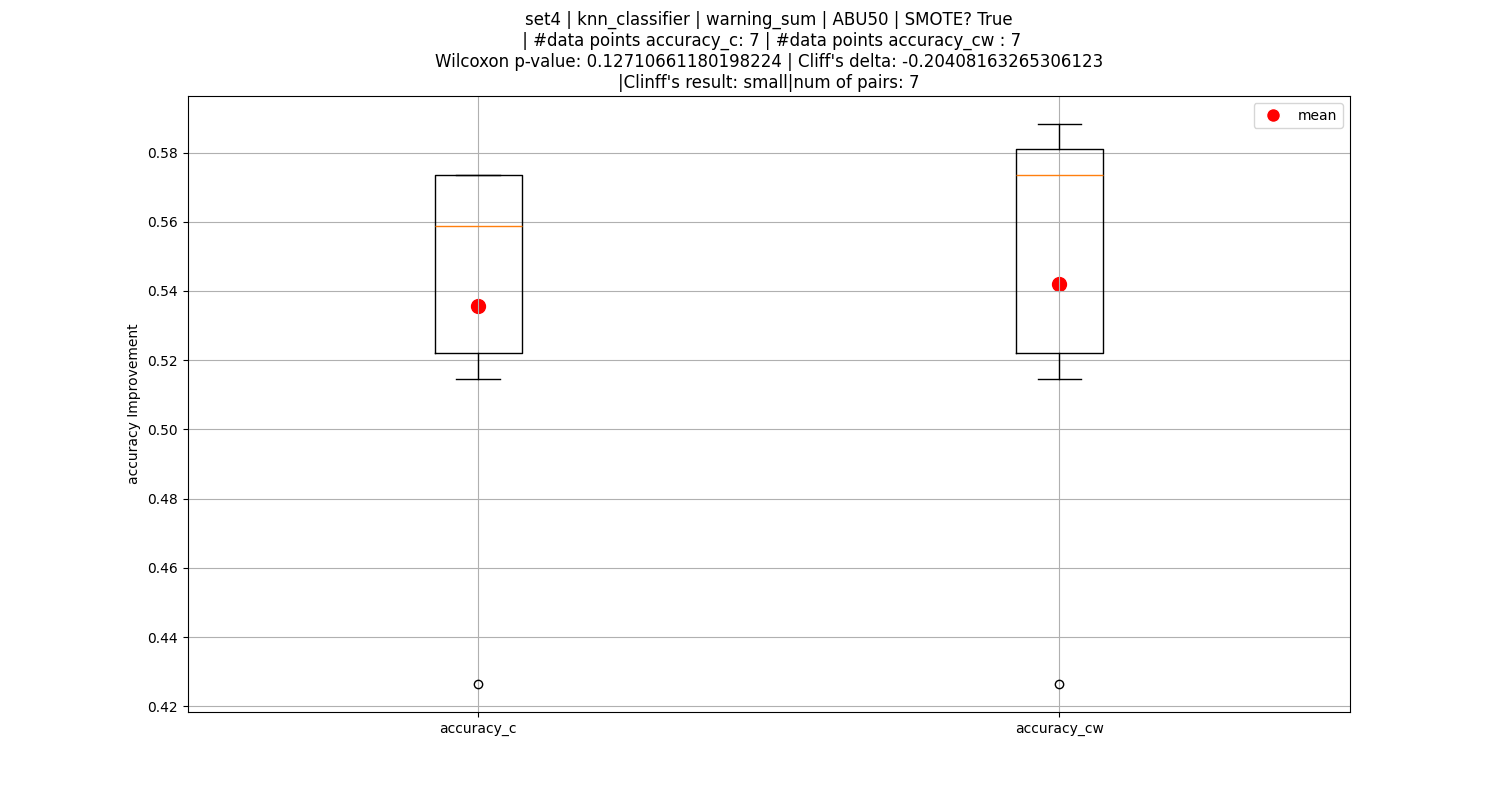 set4 | knn_classifier | warning_sum | ABU50 | SMOTE? True
| #data points accuracy_c: 7 | #data points accuracy_cw : 7
Wilcoxon p-value: 0.12710661180198224 | Cliff's delta: -0.20408163265306123
|Clinff's result: small|num of pairs: 7
mean
accuracy Improvement
0.58
0.56
0.54
0.52
0.50
0.48
0.46
0.44
0.42
accuracy_c
accuracy_cw